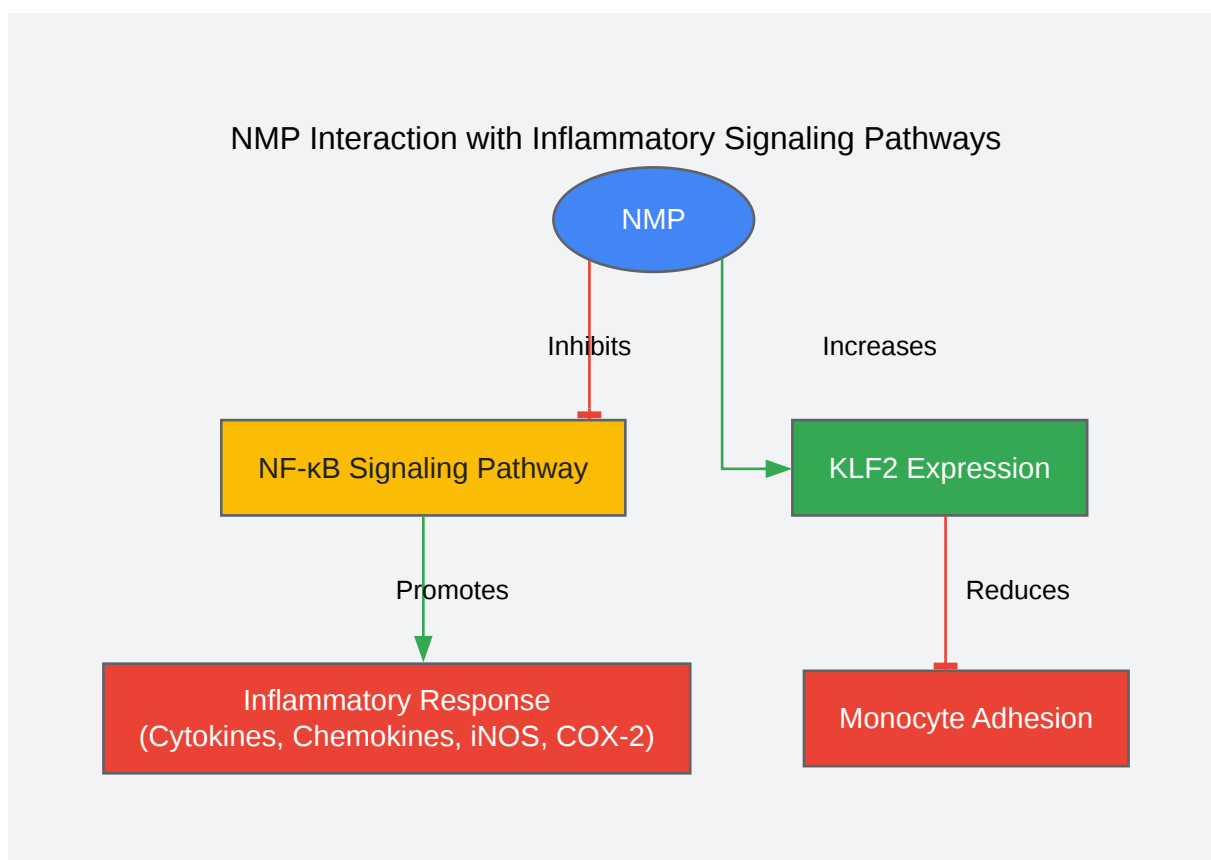 NMP Interaction with Inflammatory Signaling Pathways
NMP
Inhibits
Increases
NF-κB Signaling Pathway
KLF2 Expression
Promotes
Reduces
Inflammatory Response
(Cytokines, Chemokines, iNOS, COX-2)
Monocyte Adhesion